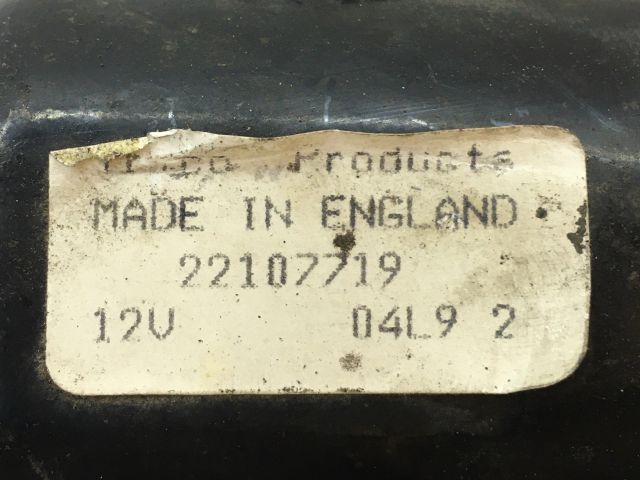 Products
MADE IN ENGLAND
22107719
12V 04L9 2